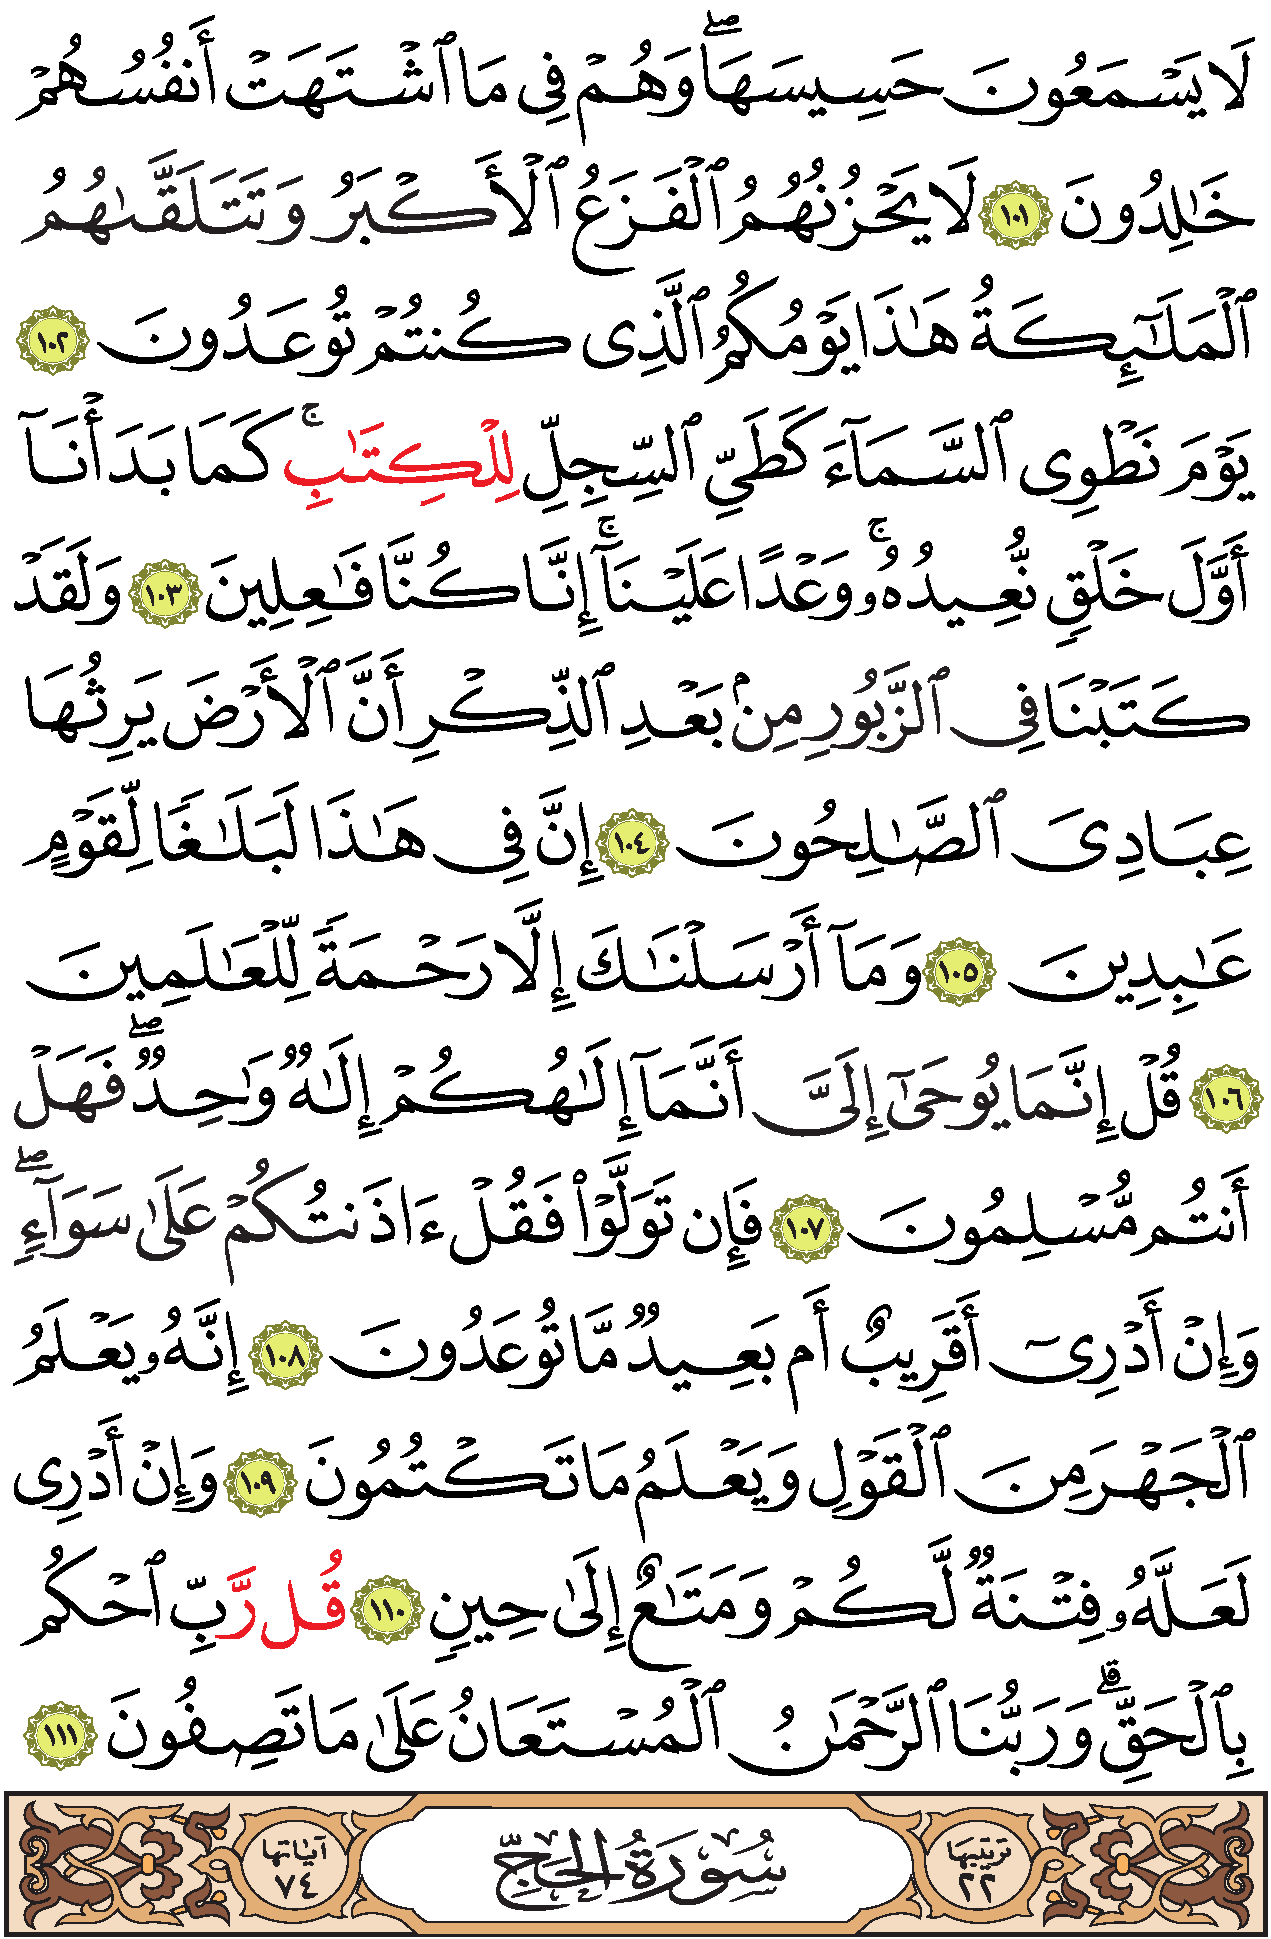 لَا يَسْمَعُونَ حَسِيسَهَا ۖ وَهُمْ فِى مَا ٱشْتَهَتْ أَنفُسُهُمْ
خَـٰلِدُونَ ١٠١ لَا يَحْزُنُهُمُ ٱلْفَزَعُ ٱلْأَكْبَرُ وَتَتَلَقَّىٰهُمُ
ٱلْمَلَـٰٓئِكَةُ هَـٰذَا يَوْمُكُمُ ٱلَّذِى كُنتُمْ تُوعَدُونَ ١٠٢
يَوْمَ نَطْوِى ٱلسَّمَآءَ كَطَىِّ ٱلسِّجِلِّ لِلْكِتَـٰبِ ۚ كَمَا بَدَأْنَآ
أَوَّلَ خَلْقٍ نُّعِيدُهُۥ ۚ وَعْدًا عَلَيْنَآ ۚ إِنَّا كُنَّا فَـٰعِلِينَ ١٠٣ وَلَقَدْ
كَتَبْنَا فِى ٱلزَّبُورِ مِنۢ بَعْدِ ٱلذِّكْرِ أَنَّ ٱلْأَرْضَ يَرِثُهَا
عِبَادِىَ ٱلصَّـٰلِحُونَ ١٠٤ إِنَّ فِى هَـٰذَا لَبَلَـٰغًا لِّقَوْمٍ
عَـٰبِدِينَ ١٠٥ وَمَآ أَرْسَلْنَـٰكَ إِلَّا رَحْمَةً لِّلْعَـٰلَمِينَ
١٠٦ قُلْ إِنَّمَا يُوحَىٰٓ إِلَىَّ أَنَّمَآ إِلَـٰهُكُمْ إِلَـٰهٌ وَٰحِدٌ ۖ فَهَلْ
أَنتُم مُّسْلِمُونَ ١٠٧ فَإِن تَوَلَّوْا۟ فَقُلْ ءَاذَنتُكُمْ عَلَىٰ سَوَآءٍ ۖ
وَإِنْ أَدْرِىٓ أَقَرِيبٌ أَم بَعِيدٌ مَّا تُوعَدُونَ ١٠٨ إِنَّهُۥ يَعْلَمُ
ٱلْجَهْرَ مِنَ ٱلْقَوْلِ وَيَعْلَمُ مَا تَكْتُمُونَ ١٠٩ وَإِنْ أَدْرِى
لَعَلَّهُۥ فِتْنَةٌ لَّكُمْ وَمَتَـٰعٌ إِلَىٰ حِينٍ ١١٠ قُل رَّبِّ ٱحْكُم
بِٱلْحَقِّ ۗ وَرَبُّنَا ٱلرَّحْمَـٰنُ ٱلْمُسْتَعَانُ عَلَىٰ مَا تَصِفُونَ ١١١
ترتيبها
٢٢
سُورَةُ الحَجّ
آياتها
٧٤